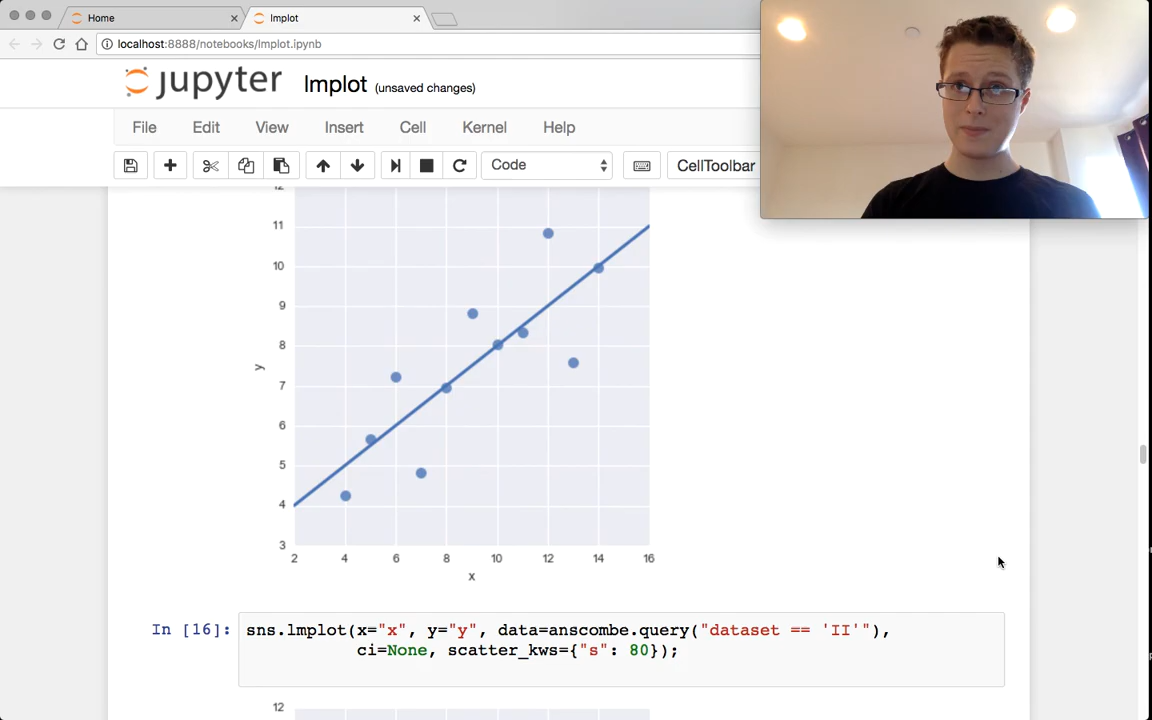 Home
lmplot
localhost:8888/notebooks/lmplot.ipynb
jupyter lmplot (unsaved changes)
File Edit View Insert Cell Kernel Help
Code CellToolbar
12
11
10
9
8
7
6
5
4
3
y
2 4 6 8 10 12 14 16
x
In [16]: sns.lmplot(x="x", y="y", data=anscombe.query("dataset == 'II'"),
ci=None, scatter_kws={"s": 80});
12